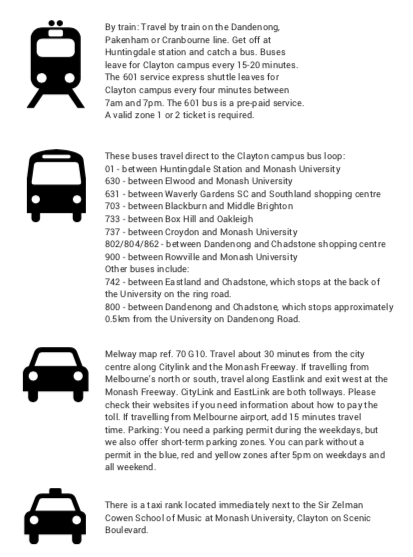 By train: Travel by train on the Dandenong,
Pakenham or Cranbourne line. Get off at
Huntingdale station and catch a bus. Buses
leave for Clayton campus every 15-20 minutes.
The 601 service express shuttle leaves for
Clayton campus every four minutes between
7am and 7pm. The 601 bus is a pre-paid service.
A valid zone 1 or 2 ticket is required.
These buses travel direct to the Clayton campus bus loop:
01 - between Huntingdale Station and Monash University
630 - between Elwood and Monash University
631 - between Waverly Gardens SC and Southland shopping centre
703 - between Blackburn and Middle Brighton
733 - between Box Hill and Oakleigh
737 - between Croydon and Monash University
802/804/862 - between Dandenong and Chadstone shopping centre
900 - between Rowville and Monash University
Other buses include:
742 - between Eastland and Chadstone, which stops at the back of
the University on the ring road.
800 - between Dandenong and Chadstone, which stops approximately
0.5km from the University on Dandenong Road.
Melway map ref. 70 G10. Travel about 30 minutes from the city
centre along Citylink and the Monash Freeway. If travelling from
Melbourne's north or south, travel along Eastlink and exit west at the
Monash Freeway. CityLink and EastLink are both tollways. Please
check their websites if you need information about how to pay the
toll. If travelling from Melbourne airport, add 15 minutes travel
time. Parking: You need a parking permit during the weekdays, but
we also offer short-term parking zones. You can park without a
permit in the blue, red and yellow zones after 5pm on weekdays and
all weekend.
There is a taxi rank located immediately next to the Sir Zelman
Cowen School of Music at Monash University, Clayton on Scenic
Boulevard.